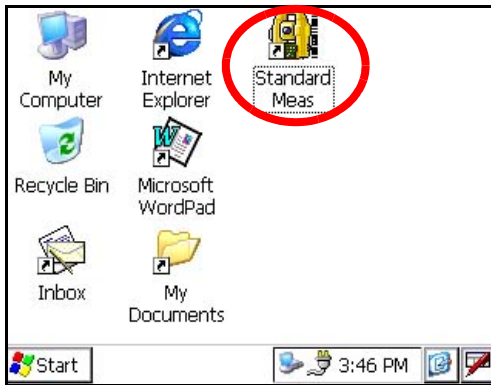 My
Computer
Internet
Explorer
Standard
Meas
Recycle Bin
Microsoft
WordPad
Inbox
My
Documents
Start
3:46 PM